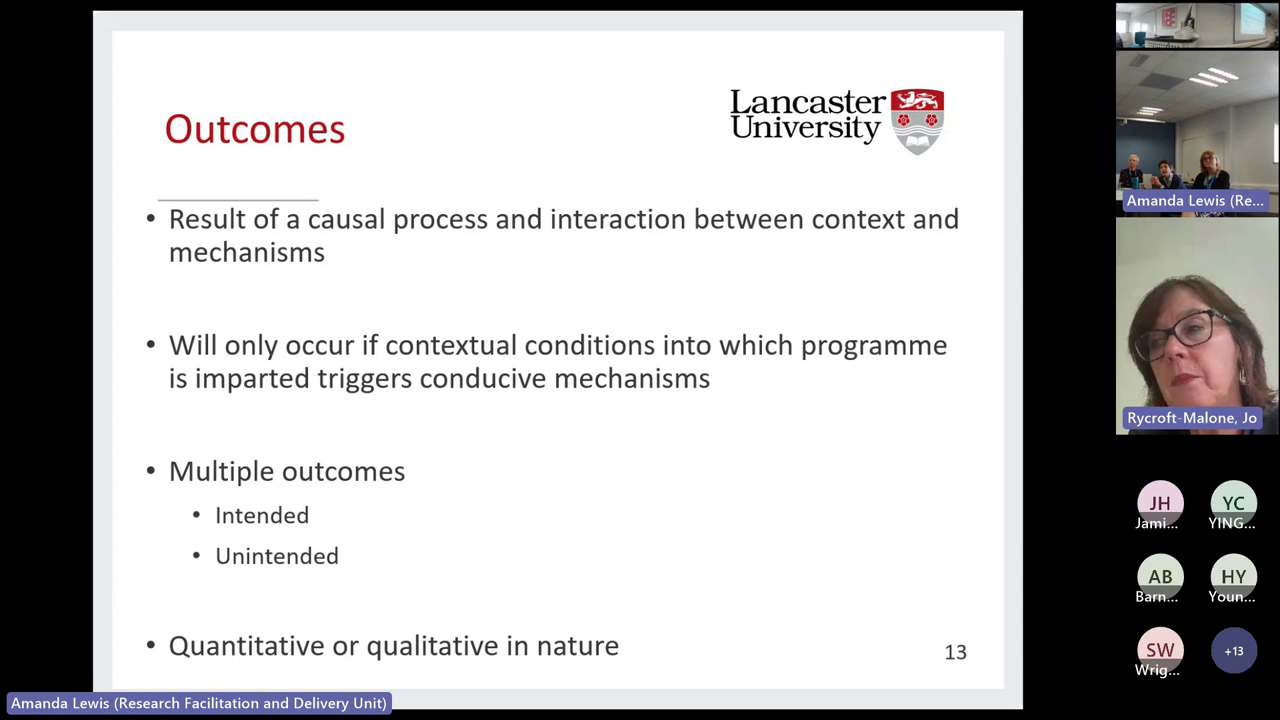 Outcomes
Lancaster
University
• Result of a causal process and interaction between context and
mechanisms
• Will only occur if contextual conditions into which programme
is imparted triggers conducive mechanisms
• Multiple outcomes
• Intended
• Unintended
• Quantitative or qualitative in nature
13
Amanda Lewis (Research Facilitation and Delivery Unit)
Amanda Lewis (Re...
Rycroft-Malone, Jo
JH
Jami...
YC
YING...
AB
Barn...
HY
Youn...
SW
Wrig...
+13